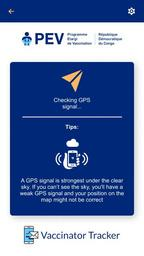 PEV
Programme
Elargi
de Vaccination
République
Démocratique
du Congo
Checking GPS
signal...
Tips:
A GPS signal is strongest under the clear
sky. If you can't see the sky, you'll have a
weak GPS signal and your position on
the map might not be correct
Vaccinator Tracker